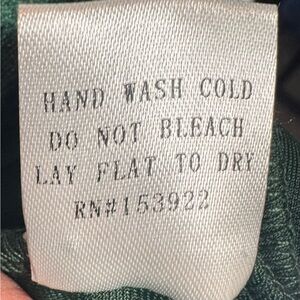 HAND WASH COLD
DO NOT BLEACH
LAY FLAT TO DRY
RN#153922